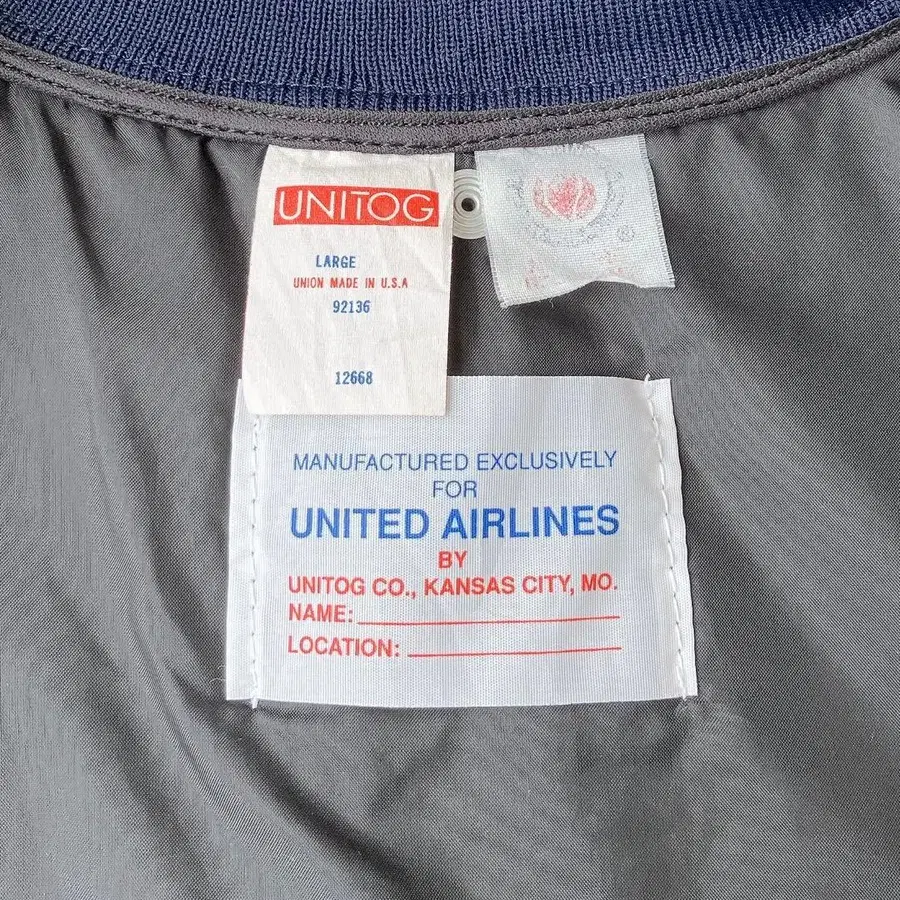 UNITOG
LARGE
UNION MADE IN U.S.A
92136
12668
®
MANUFACTURED EXCLUSIVELY
FOR
UNITED AIRLINES
BY
UNITOG CO., KANSAS CITY, MO.
NAME:
LOCATION: